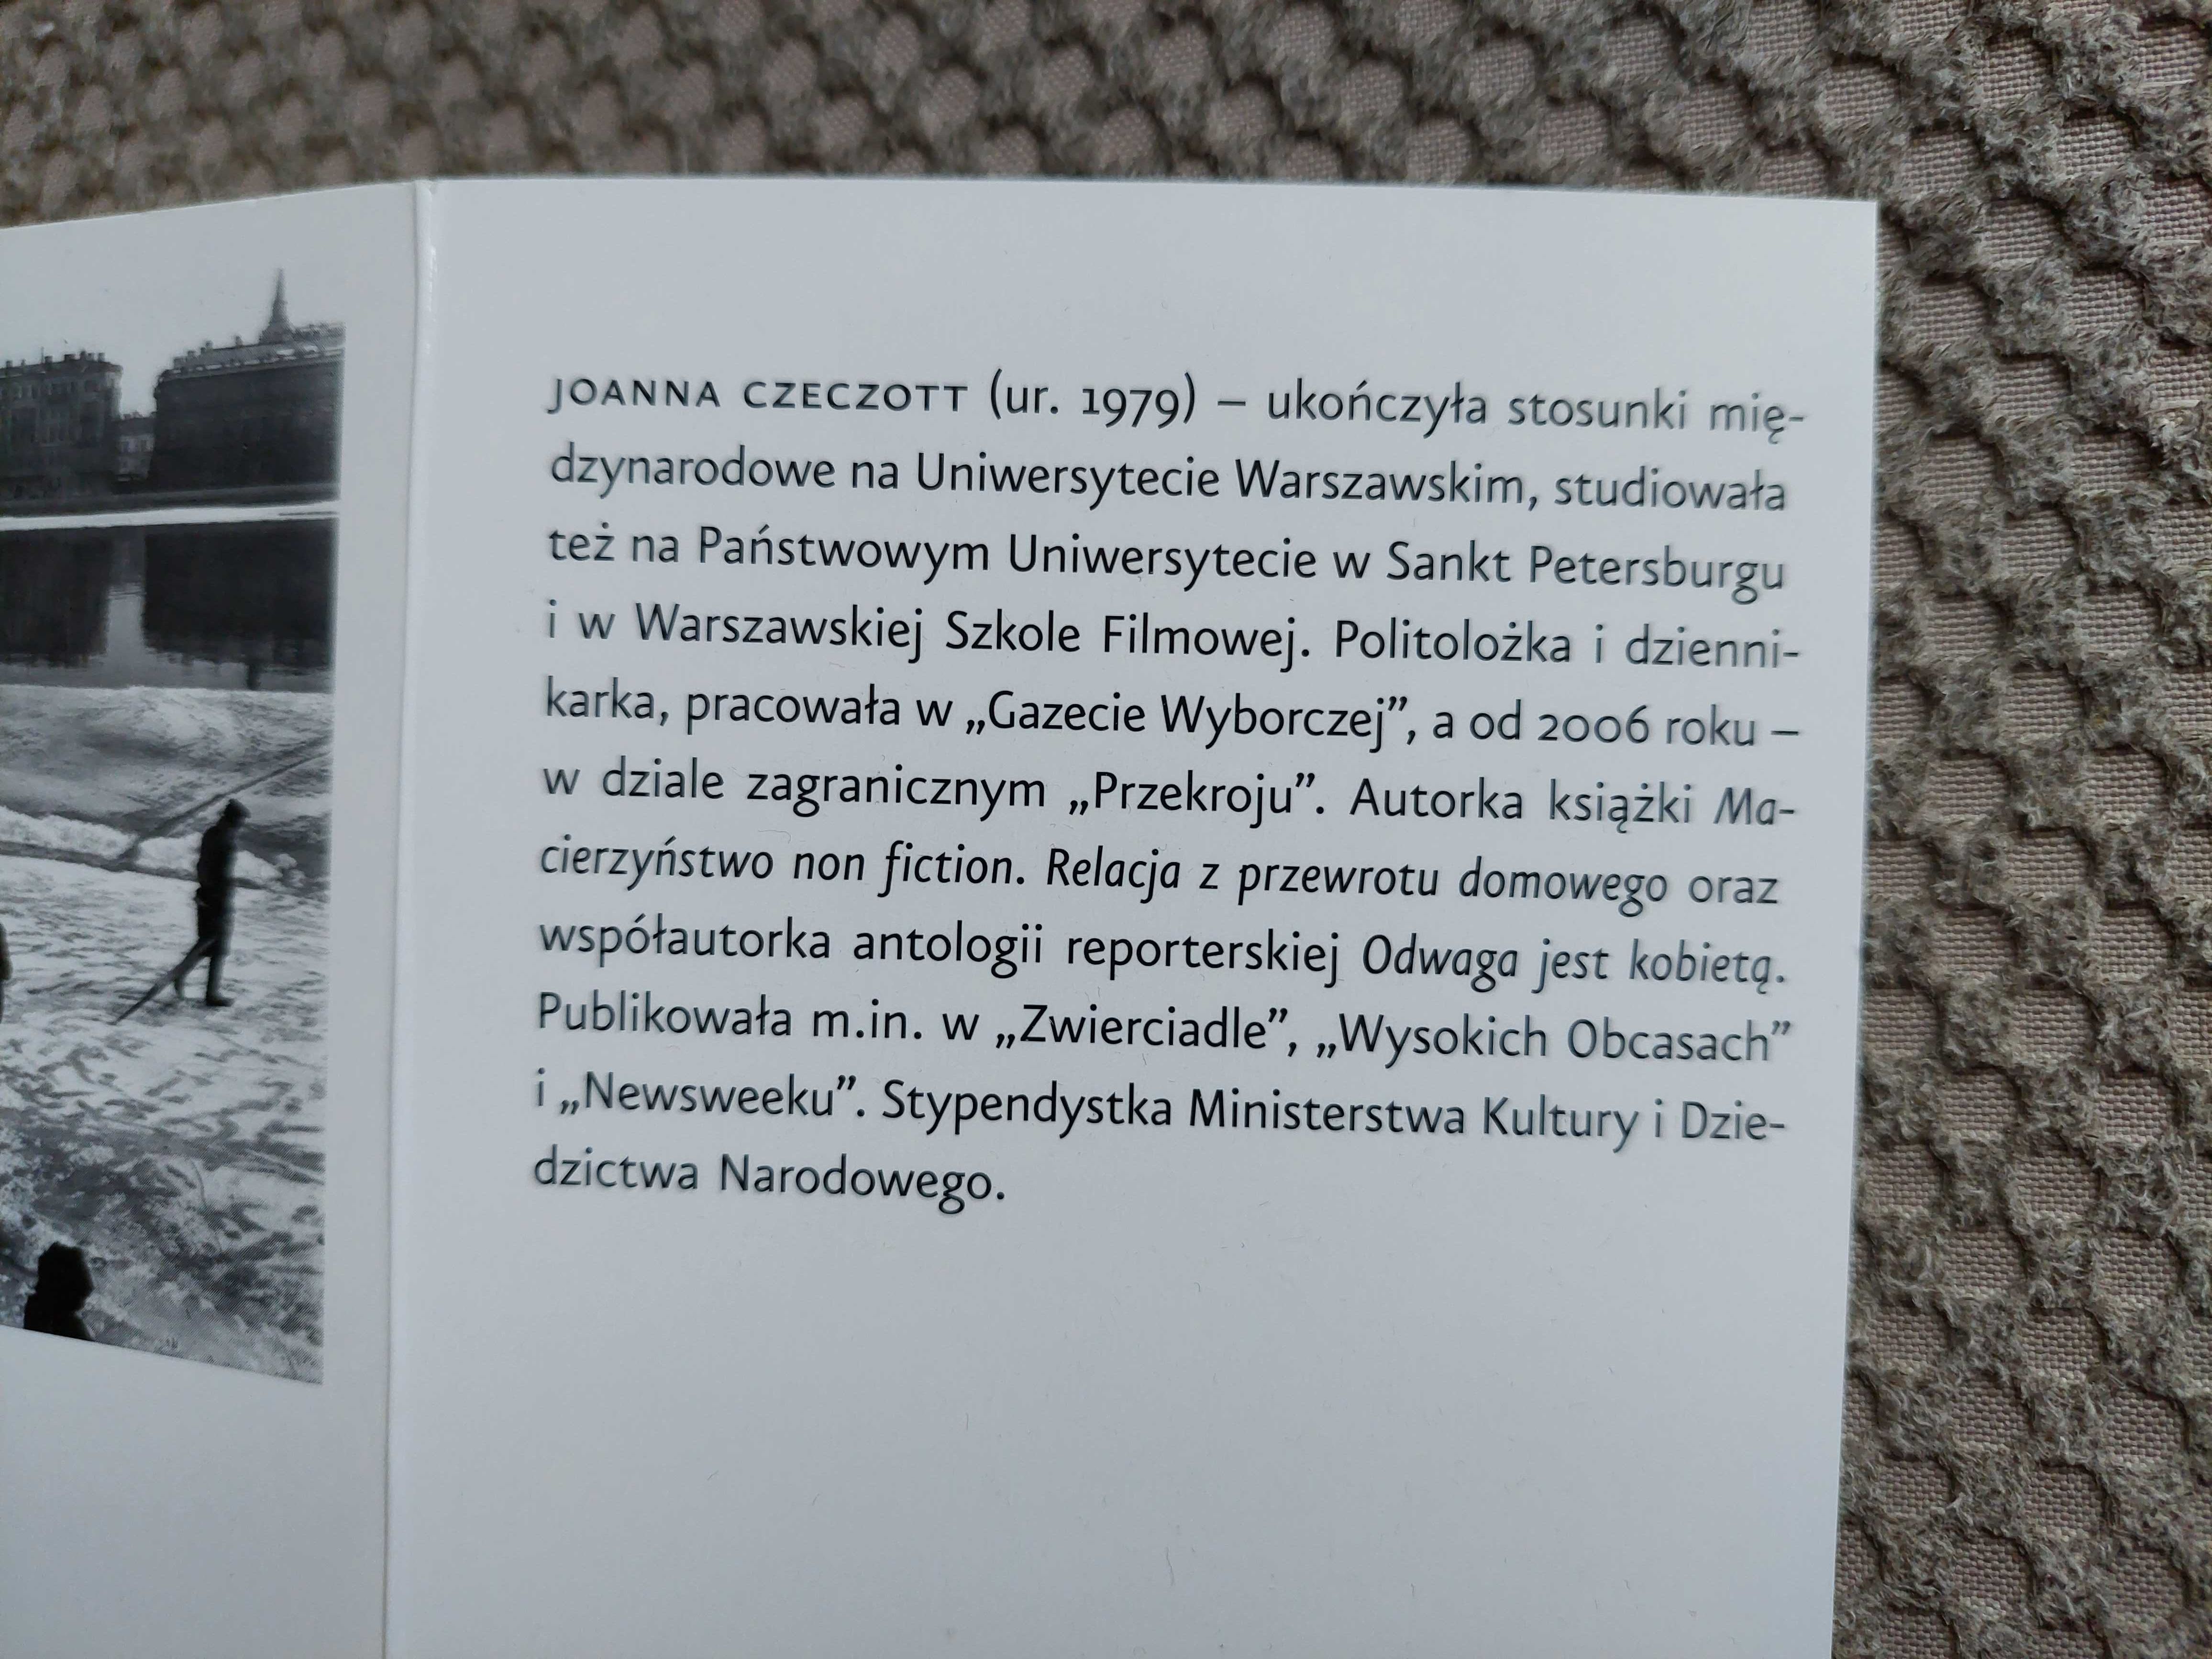 JOANNA CZECZOTT (ur. 1979) – ukończyła stosunki mię-
dzynarodowe na Uniwersytecie Warszawskim, studiowała
też na Państwowym Uniwersytecie w Sankt Petersburgu
i w Warszawskiej Szkole Filmowej. Politolożka i dzienni-
karka, pracowała w „Gazecie Wyborczej”, a od 2006 roku –
w dziale zagranicznym „Przekroju”. Autorka książki Ma-
cierzyństwo non fiction. Relacja z przewrotu domowego oraz
współautorka antologii reporterskiej Odwaga jest kobietą.
Publikowała m.in. w „Zwierciadle”, „Wysokich Obcasach”
i „Newsweeku”. Stypendystka Ministerstwa Kultury i Dzie-
dzictwa Narodowego.